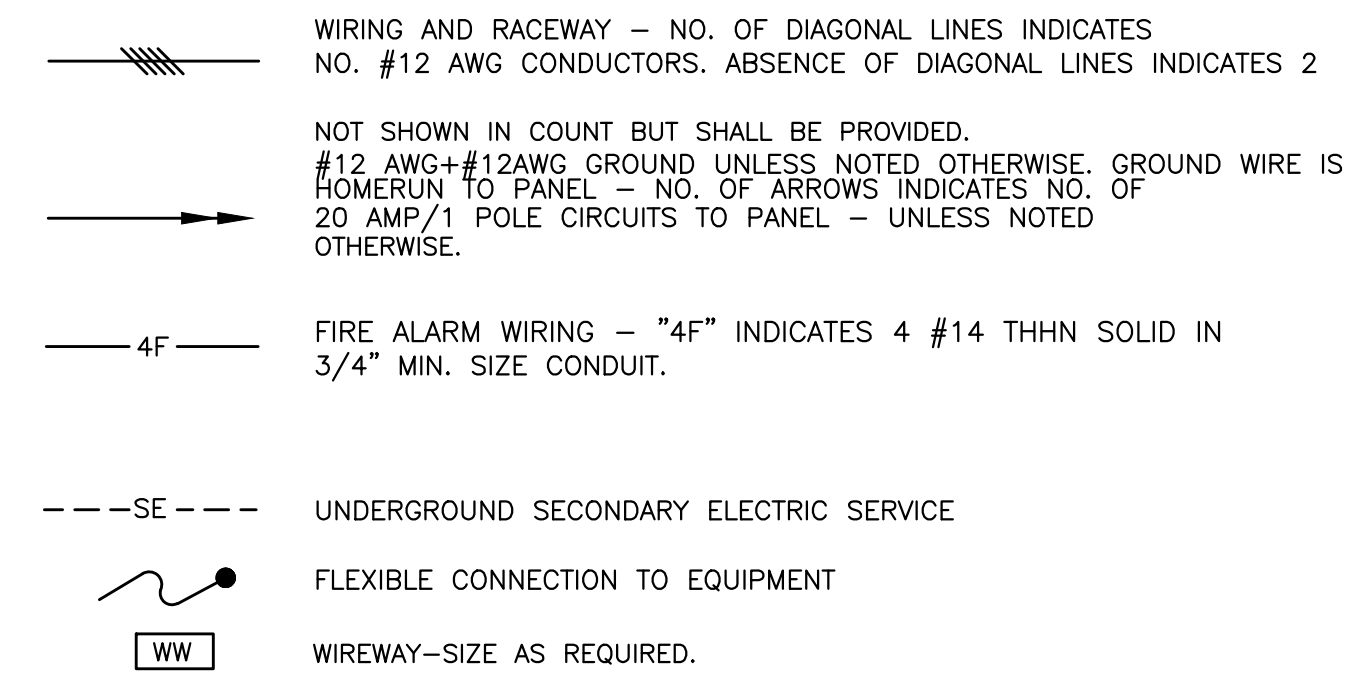 WIRING AND RACEWAY – NO. OF DIAGONAL LINES INDICATES
NO. #12 AWG CONDUCTORS. ABSENCE OF DIAGONAL LINES INDICATES 2
NOT SHOWN IN COUNT BUT SHALL BE PROVIDED.
#12 AWG+#12AWG GROUND UNLESS NOTED OTHERWISE. GROUND WIRE IS
HOMERUN TO PANEL – NO. OF ARROWS INDICATES NO. OF
20 AMP/1 POLE CIRCUITS TO PANEL – UNLESS NOTED
OTHERWISE.
4F
FIRE ALARM WIRING – "4F" INDICATES 4 #14 THHN SOLID IN
3/4" MIN. SIZE CONDUIT.
SE
UNDERGROUND SECONDARY ELECTRIC SERVICE
FLEXIBLE CONNECTION TO EQUIPMENT
WW
WIREWAY–SIZE AS REQUIRED.